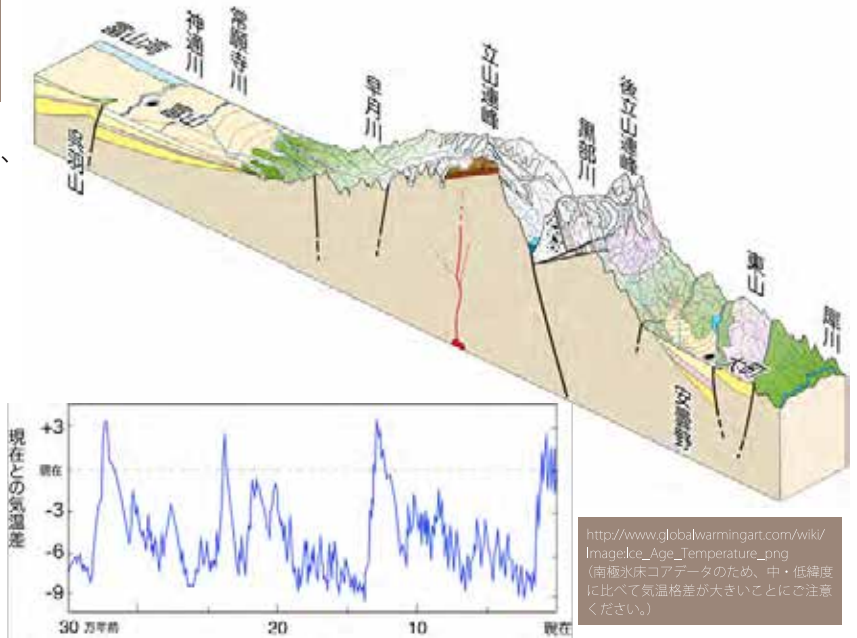 富山湾
神通川
常願寺川
早月川
立山連峰
黒部川
後立山連峰
東山
犀川
富山
呉羽山
大町
安曇野
、
現在との気温差
+3
現在
-3
-6
-9
30 万年前
20
10
現在
http://www.globalwarmingart.com/wiki/
Image:Ice_Age_Temperature_png
(南極氷床コアデータのため、中・低緯度
に比べて気温格差が大きいことにご注意
ください。)